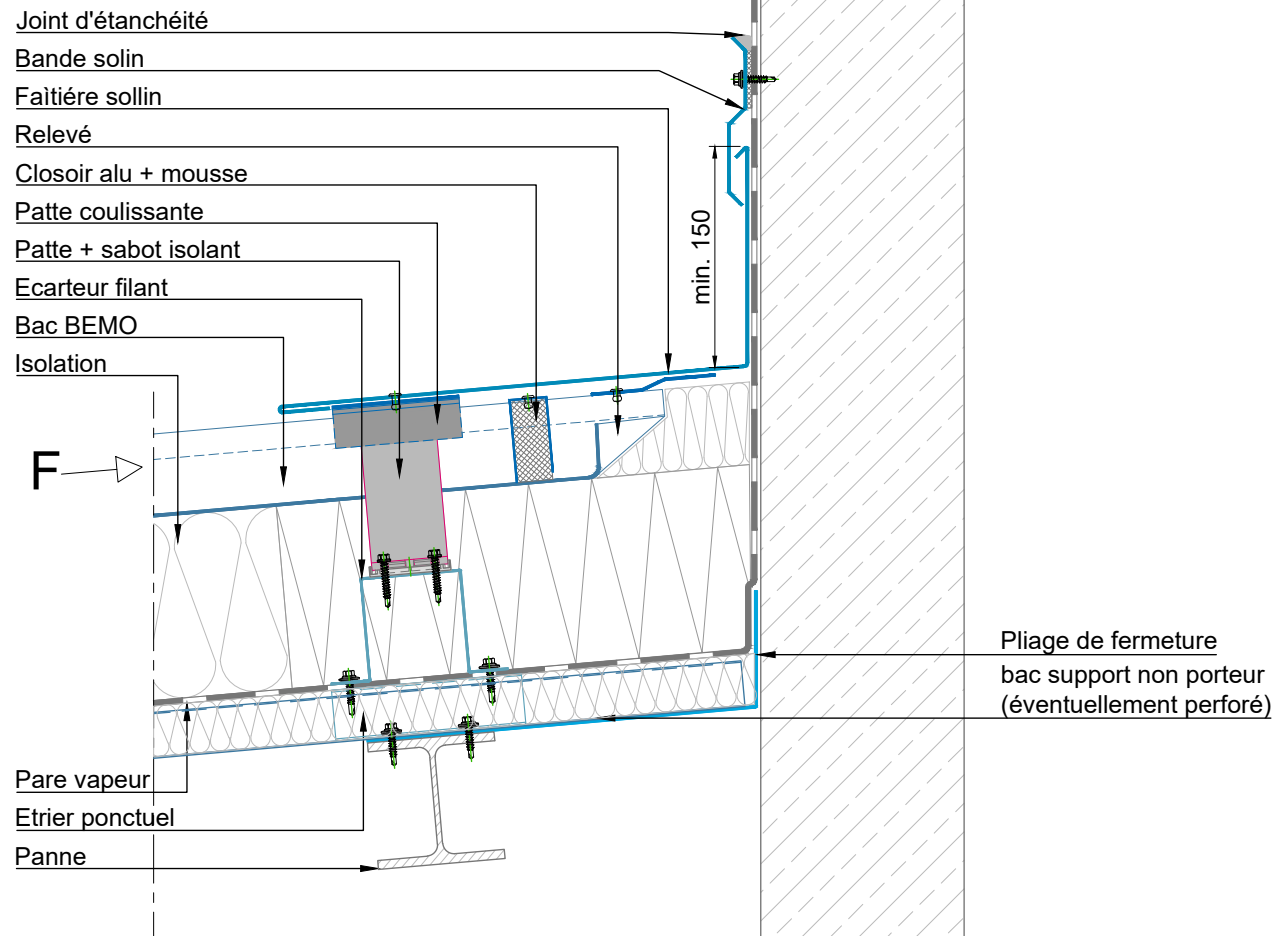 Joint d'étanchéité
Bande solin
Faìtiére sollin
Relevé
Closoir alu + mousse
Patte coulissante
Patte + sabot isolant
Ecarteur filant
Bac BEMO
Isolation
min. 150
F
Pliage de fermeture
bac support non porteur
(éventuellement perforé)
Pare vapeur
Etrier ponctuel
Panne